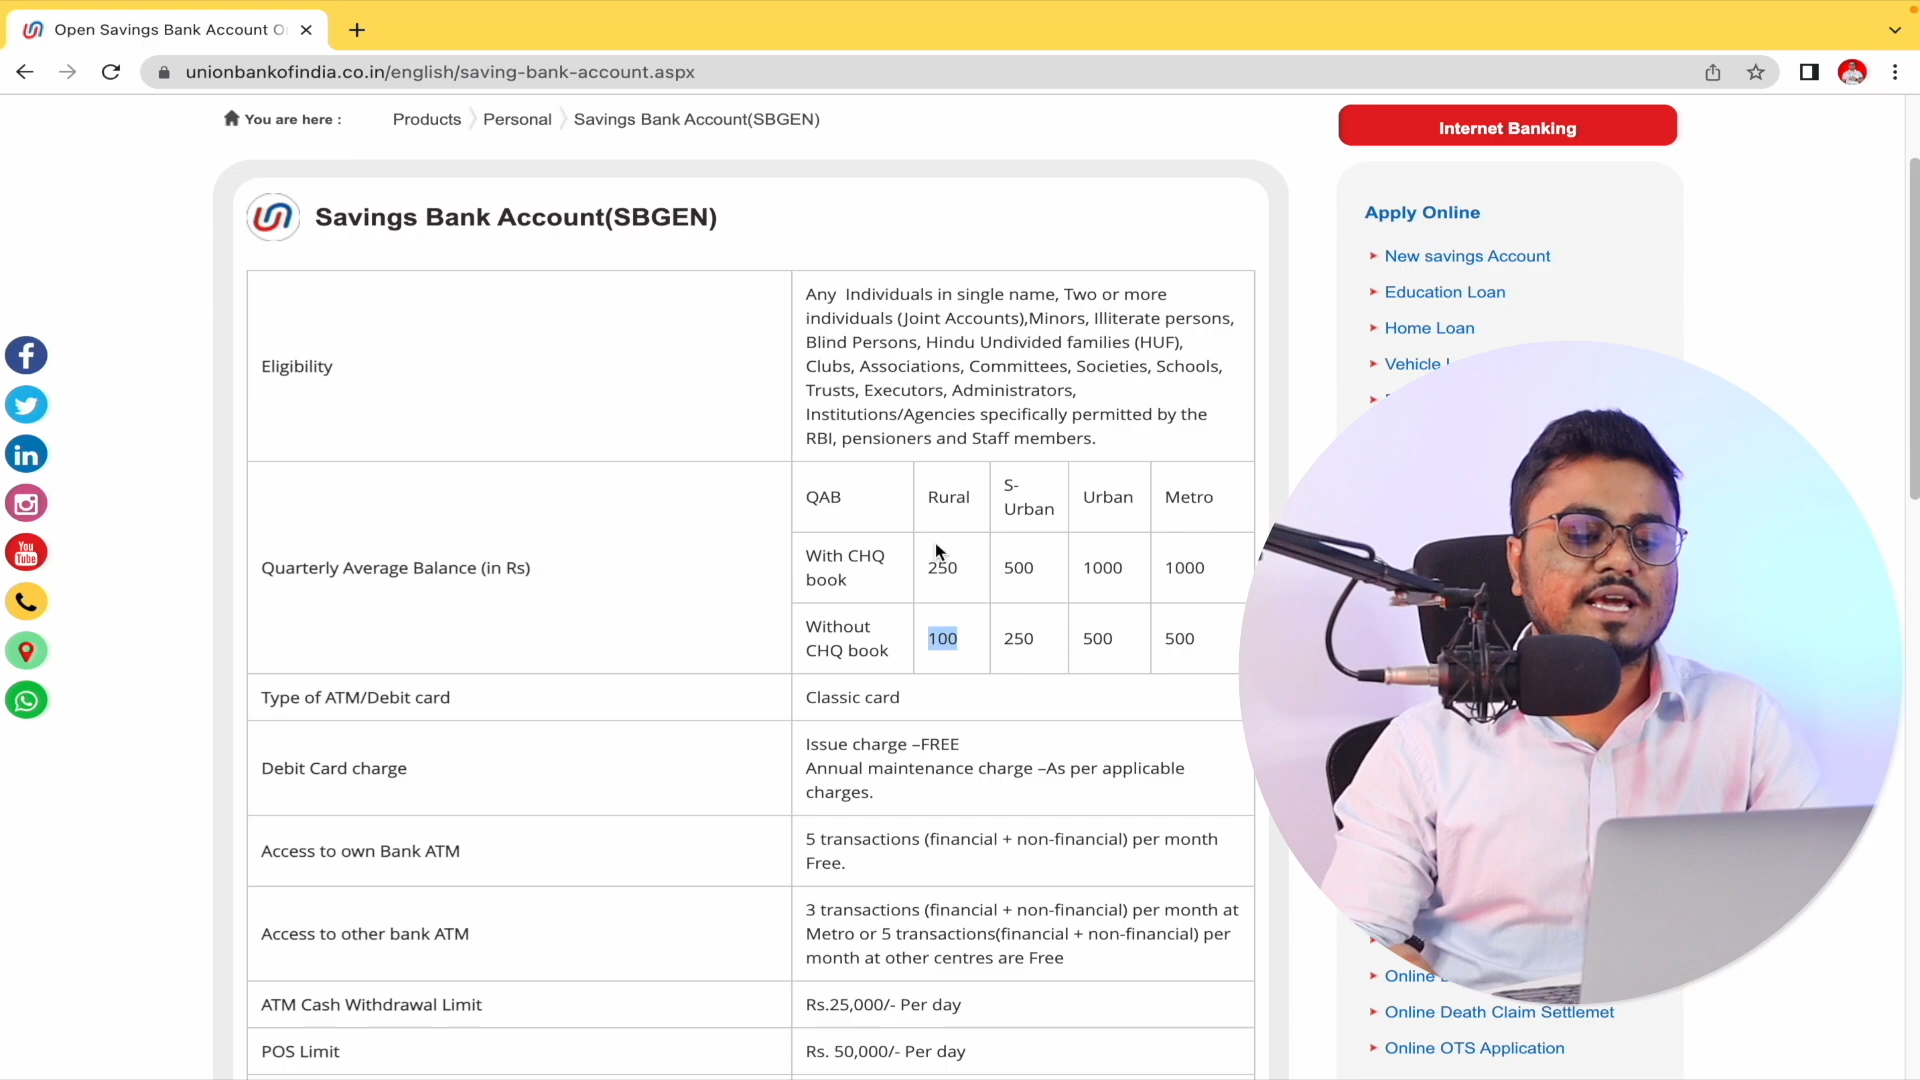 Open Savings Bank Account O
unionbankofindia.co.in/english/saving-bank-account.aspx
You are here :
Products
Personal
Savings Bank Account(SBGEN)
Internet Banking
Savings Bank Account(SBGEN)
Eligibility
Any Individuals in single name, Two or more
individuals (Joint Accounts),Minors, Illiterate persons,
Blind Persons, Hindu Undivided families (HUF),
Clubs, Associations, Committees, Societies, Schools,
Trusts, Executors, Administrators,
Institutions/Agencies specifically permitted by the
RBI, pensioners and Staff members.
Quarterly Average Balance (in Rs)
QAB
Rural
S-
Urban
Urban
Metro
With CHQ
book
250
500
1000
1000
Without
CHQ book
100
250
500
500
Type of ATM/Debit card
Classic card
Debit Card charge
Issue charge –FREE
Annual maintenance charge –As per applicable
charges.
Access to own Bank ATM
5 transactions (financial + non-financial) per month
Free.
Access to other bank ATM
3 transactions (financial + non-financial) per month at
Metro or 5 transactions(financial + non-financial) per
month at other centres are Free
ATM Cash Withdrawal Limit
Rs.25,000/- Per day
POS Limit
Rs. 50,000/- Per day
Apply Online
New savings Account
Education Loan
Home Loan
Vehicle
Online
Online Death Claim Settlemet
Online OTS Application
You
Tube